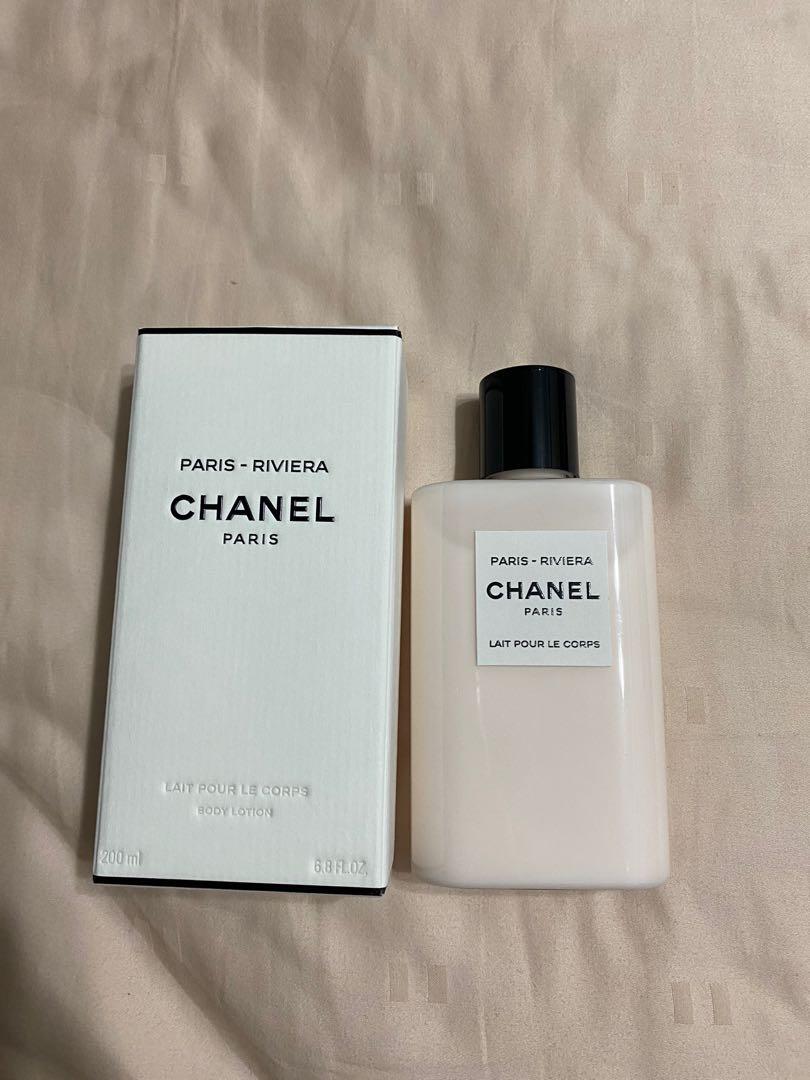 PARIS - RIVIERA
CHANEL
PARIS
LAIT POUR LE CORPS
BODY LOTION
200 ml
6.8 FL.OZ.
PARIS - RIVIERA
CHANEL
PARIS
LAIT POUR LE CORPS